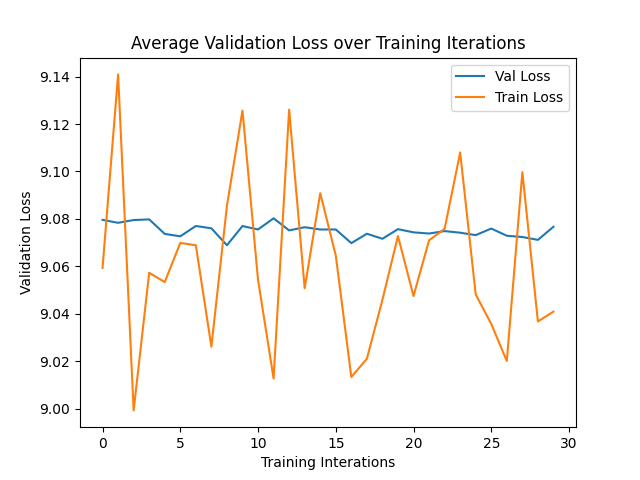 Average Validation Loss over Training Iterations
Val Loss
Train Loss
Validation Loss
9.14
9.12
9.10
9.08
9.06
9.04
9.02
9.00
0 5 10 15 20 25 30
Training Interations